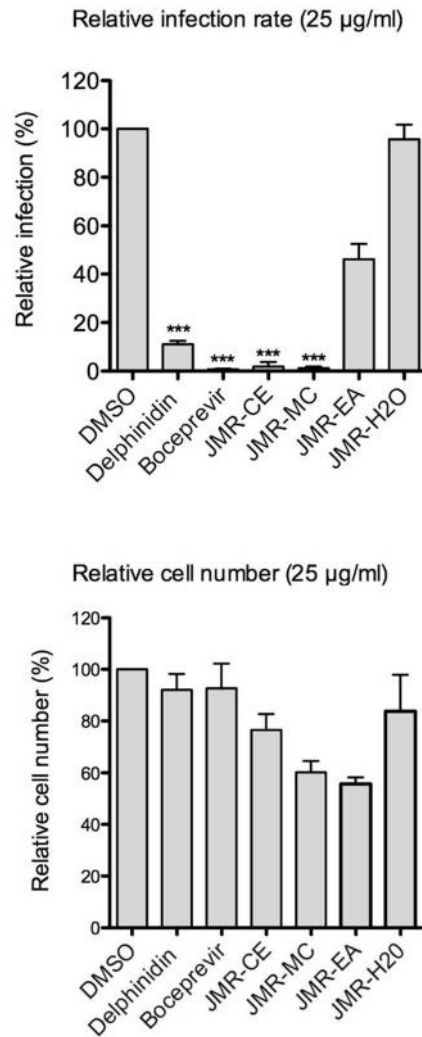 Relative infection rate (25 µg/ml)
Relative infection (%)
120
100
80
60
40
20
0
***
***
***
***
DMSO
Delphinidin
Boceprevir
JMR-CE
JMR-MC
JMR-EA
JMR-H2O
Relative cell number (25 µg/ml)
Relative cell number (%)
120
100
80
60
40
20
0
DMSO
Delphinidin
Boceprevir
JMR-CE
JMR-MC
JMR-EA
JMR-H20